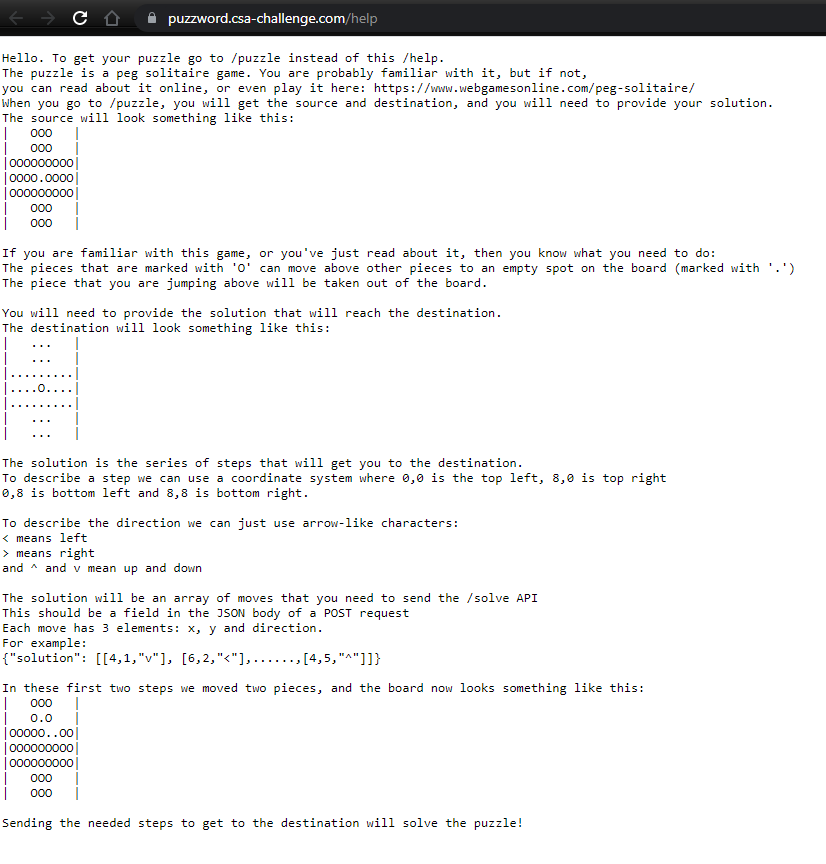 puzzword.csa-challenge.com/help
Hello. To get your puzzle go to /puzzle instead of this /help.
The puzzle is a peg solitaire game. You are probably familiar with it, but if not,
you can read about it online, or even play it here: https://www.webgamesonline.com/peg-solitaire/
When you go to /puzzle, you will get the source and destination, and you will need to provide your solution.
The source will look something like this:
|   OOO   |
|   OOO   |
|OOOOOOOOO|
|OOOO.OOOO|
|OOOOOOOOO|
|   OOO   |
|   OOO   |
If you are familiar with this game, or you've just read about it, then you know what you need to do:
The pieces that are marked with 'O' can move above other pieces to an empty spot on the board (marked with '.')
The piece that you are jumping above will be taken out of the board.
You will need to provide the solution that will reach the destination.
The destination will look something like this:
|   ...   |
|   ...   |
|.........|
|....O....|
|.........|
|   ...   |
|   ...   |
The solution is the series of steps that will get you to the destination.
To describe a step we can use a coordinate system where 0,0 is the top left, 8,0 is top right
0,8 is bottom left and 8,8 is bottom right.
To describe the direction we can just use arrow-like characters:
< means left
> means right
and ^ and v mean up and down
The solution will be an array of moves that you need to send the /solve API
This should be a field in the JSON body of a POST request
Each move has 3 elements: x, y and direction.
For example:
{"solution": [[4,1,"v"], [6,2,"<"],......,[4,5,"^"]]}
In these first two steps we moved two pieces, and the board now looks something like this:
|   OOO   |
|   O.O   |
|OOOOO..OO|
|OOOOOOOOO|
|OOOOOOOOO|
|   OOO   |
|   OOO   |
Sending the needed steps to get to the destination will solve the puzzle!